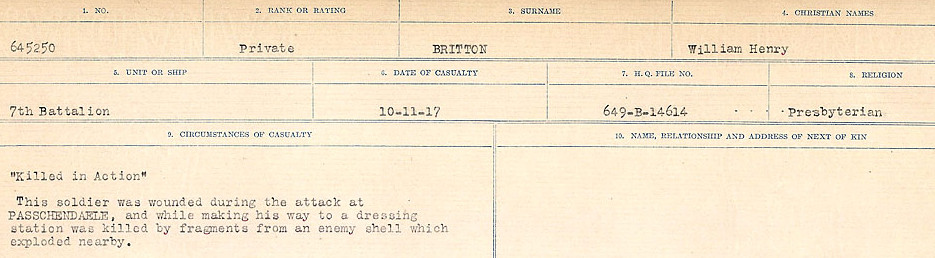 1. NO. 2. RANK OR RATING 3. SURNAME 4. CHRISTIAN NAMES
645250 Private BRITTON William Henry
5. UNIT OR SHIP 6. DATE OF CASUALTY 7. H.Q. FILE NO. 8. RELIGION
7th Battalion 10-11-17 649-B-14614 Presbyterian
9. CIRCUMSTANCES OF CASUALTY 10. NAME, RELATIONSHIP AND ADDRESS OF NEXT OF KIN
"Killed in Action"
This soldier was wounded during the attack at
PASSCHENDAELE, and while making his way to a dressing
station was killed by fragments from an enemy shell which
exploded nearby.